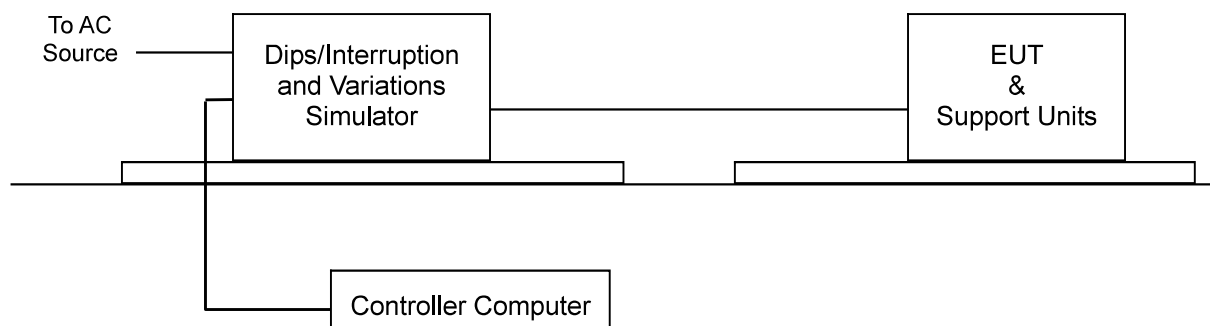 To AC
Source
Dips/Interruption
and Variations
Simulator
EUT
&
Support Units
Controller Computer